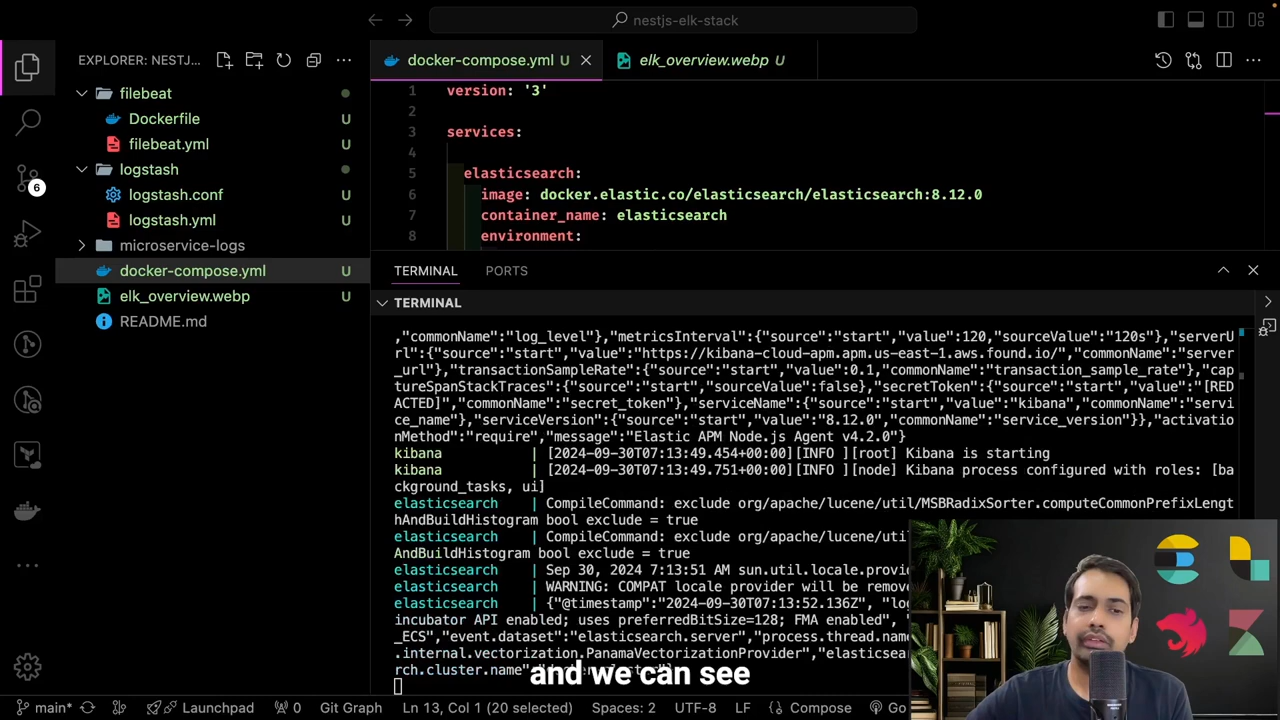 nestjs-elk-stack
EXPLORER: NESTJ...
filebeat
Dockerfile U
filebeat.yml U
logstash
logstash.conf U
logstash.yml U
microservice-logs
docker-compose.yml U
elk_overview.webp U
README.md
6
docker-compose.yml U
elk_overview.webp U
1 version: '3'
2
3 services:
4
5 elasticsearch:
6 image: docker.elastic.co/elasticsearch/elasticsearch:8.12.0
7 container_name: elasticsearch
8 environment:
TERMINAL PORTS
TERMINAL
,"commonName":"log_level"},"metricsInterval":{"source":"start","value":120,"sourceValue":"120s"},"serverU
rl":{"source":"start","value":"https://kibana-cloud-apm.apm.us-east-1.aws.found.io/","commonName":"server
_url"},"transactionSampleRate":{"source":"start","value":0.1,"commonName":"transaction_sample_rate"},"cap
tureSpanStackTraces":{"source":"start","sourceValue":false},"secretToken":{"source":"start","value":"[RED
ACTED]","commonName":"secret_token"},"serviceName":{"source":"start","value":"kibana","commonName":"servi
ce_name"},"serviceVersion":{"source":"start","value":"8.12.0","commonName":"service_version"}},"activatio
nMethod":"require","message":"Elastic APM Node.js Agent v4.2.0"}
kibana | [2024-09-30T07:13:49.454+00:00][INFO ][root] Kibana is starting
kibana | [2024-09-30T07:13:49.751+00:00][INFO ][node] Kibana process configured with roles: [ba
ckground_tasks, ui]
elasticsearch | CompileCommand: exclude org/apache/lucene/util/MSBRadixSorter.computeCommonPrefixLengt
hAndBuildHistogram bool exclude = true
elasticsearch | CompileCommand: exclude org/apache/lucene/util
AndBuildHistogram bool exclude = true
elasticsearch | Sep 30, 2024 7:13:51 AM sun.util.locale.provi
elasticsearch | WARNING: COMPAT locale provider will be remov
elasticsearch | {"@timestamp":"2024-09-30T07:13:52.136Z", "lo
incubator API enabled; uses preferredBitSize=128; FMA enabled", "
_ECS","event.dataset":"elasticsearch.server","process.thread.nam
.internal.vectorization.PanamaVectorizationProvider","elasticsear
rch.cluster.name"
and we can see
main* Launchpad 0 Git Graph Ln 13, Col 1 (20 selected) Spaces: 2 UTF-8 LF Compose Go